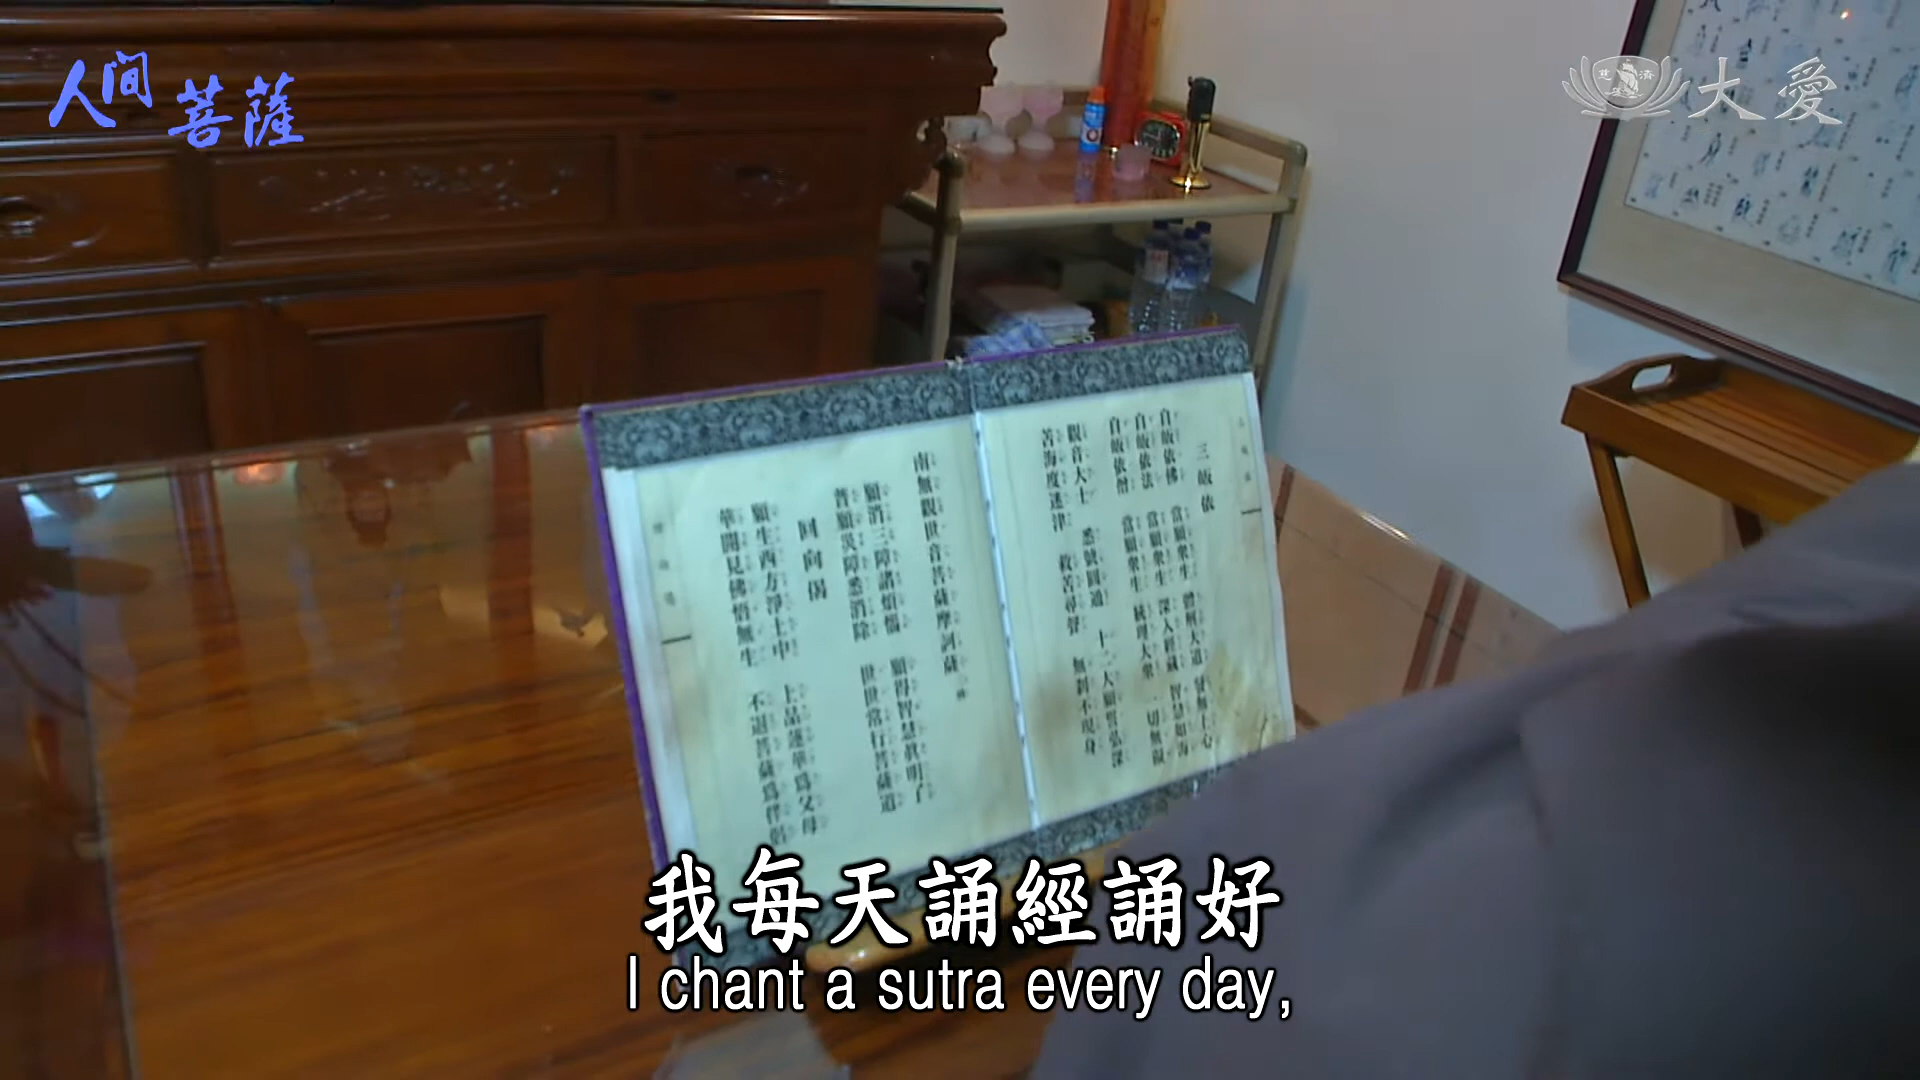 人間
菩薩
大愛
三皈依
自皈依佛 當願眾生 體解大道 發無上心
自皈依法 當願眾生 深入經藏 智慧如海
自皈依僧 當願眾生 統理大眾 一切無礙
觀音大士 悉號圓通 十二大願誓弘深
苦海度迷津 救苦尋聲 無剎不現身
南無觀世音菩薩摩訶薩
願消三障諸煩惱 願得智慧真明了
普願災障悉消除 世世常行菩薩道
回向偈
願生西方淨土中 上品蓮華為父母
華開見佛悟無生 不退菩薩為伴侶
我每天誦經誦好
I chant a sutra every day,